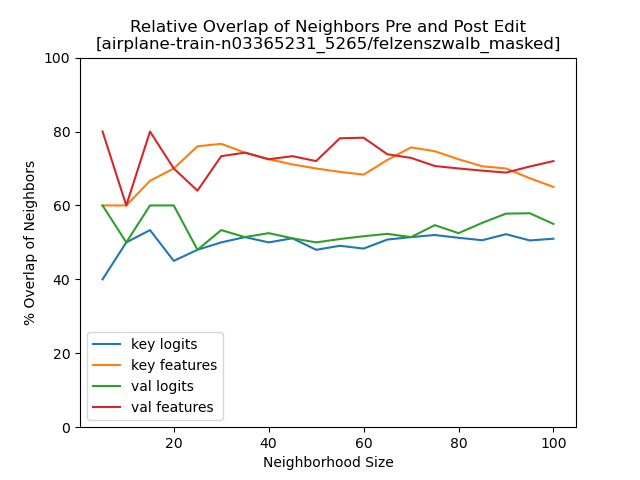 Relative Overlap of Neighbors Pre and Post Edit
[airplane-train-n03365231_5265/felzenszwalb_masked]
100
80
60
40
20
0
% Overlap of Neighbors
key logits
key features
val logits
val features
20 40 60 80 100
Neighborhood Size